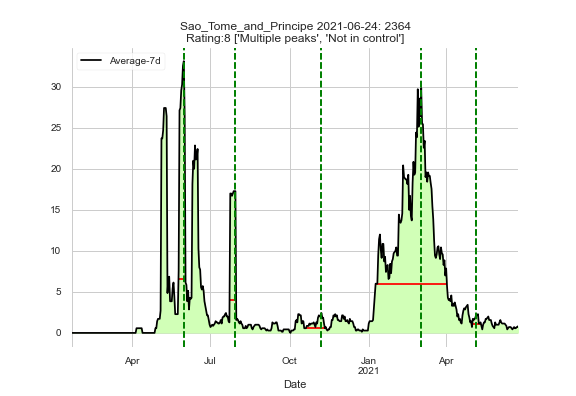 Sao_Tome_and_Principe 2021-06-24: 2364
Rating:8 ['Multiple peaks', 'Not in control']
Average-7d
30
25
20
15
10
5
0
Apr
Jul
Oct
Jan
2021
Apr
Date